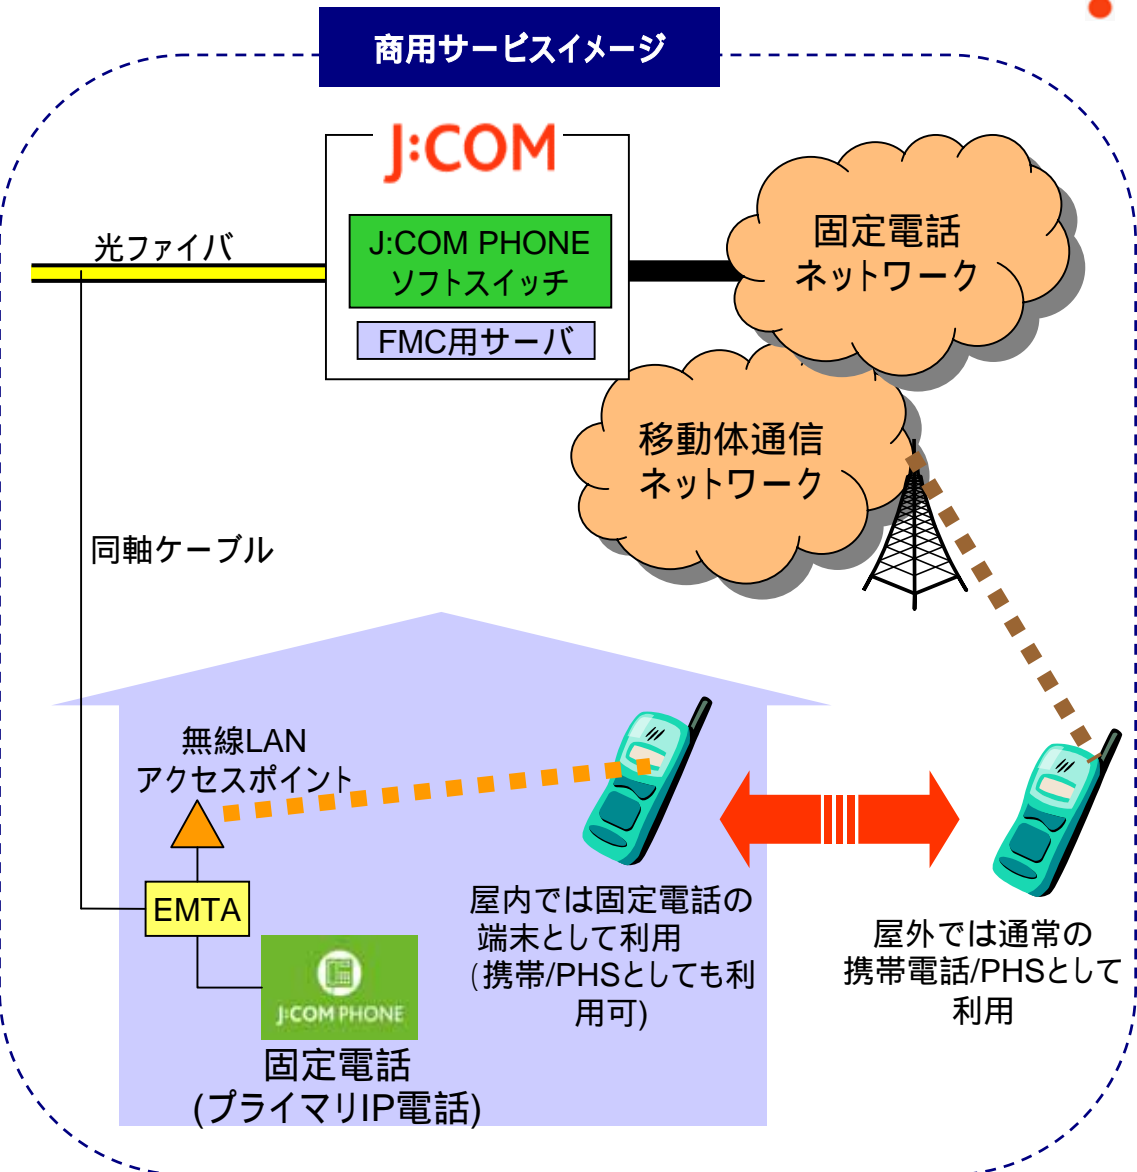 商用サービスイメージ
J:COM
光ファイバ
J:COM PHONE
ソフトスイッチ
FMC用サーバ
固定電話
ネットワーク
移動体通信
ネットワーク
同軸ケーブル
無線LAN
アクセスポイント
EMTA
J:COM PHONE
固定電話
(プライマリIP電話)
屋内では固定電話の
端末として利用
(携帯/PHSとしても利
用可)
屋外では通常の
携帯電話/PHSとして
利用